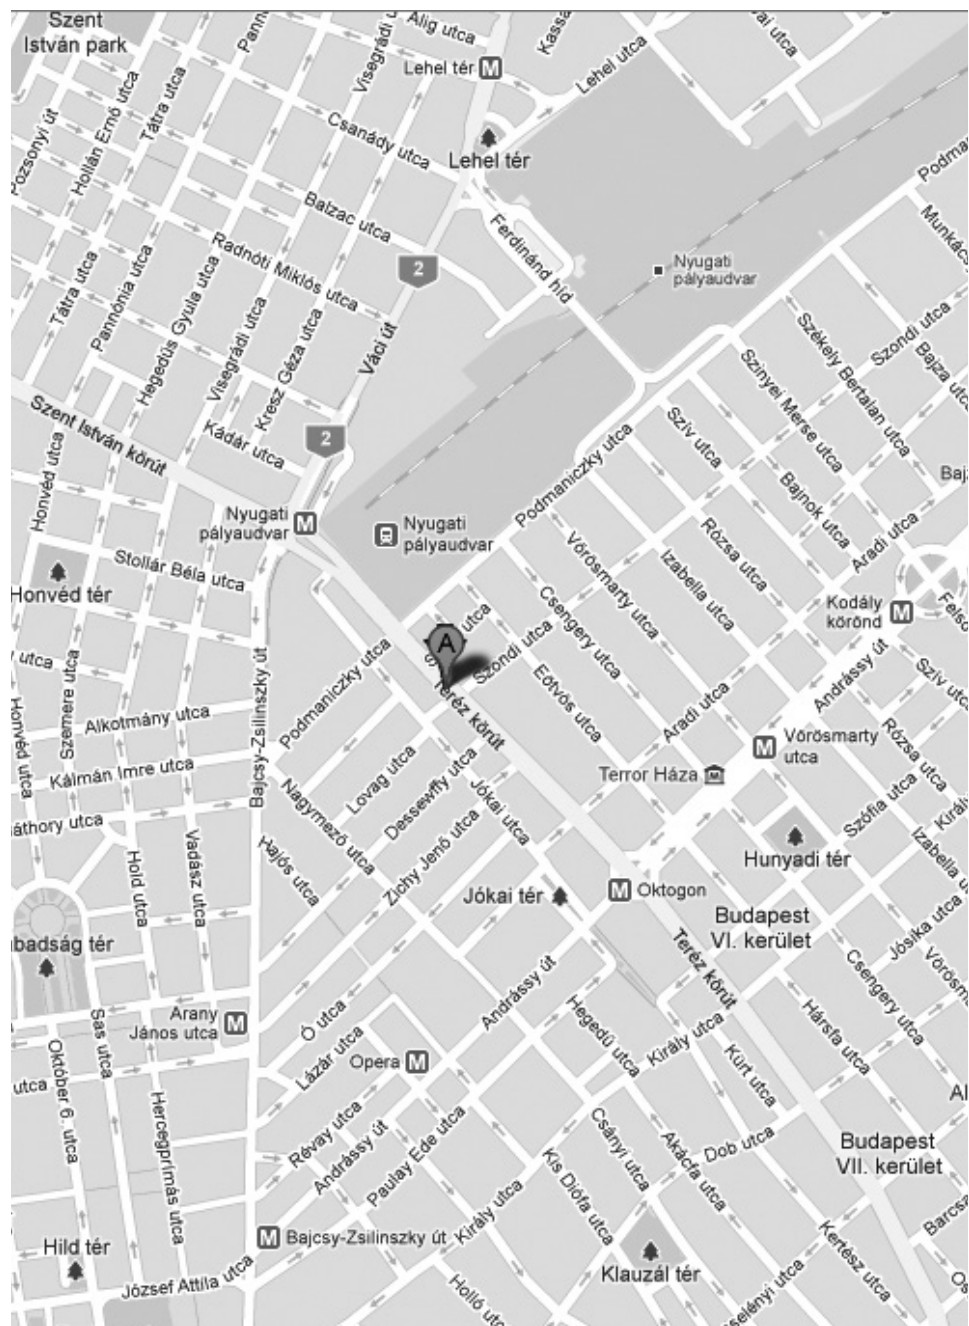 Szent
István park
Alig utca
Lehel tér
M
Lehel utca
Lehel tér
Pozsonyi út
Hollán Ernő utca
Tátra utca
Visegrádi utca
Csanády utca
Balzac utca
Radnóti Miklós utca
Ferdinánd híd
2
Nyugati
pályaudvar
Tátra utca
Pannónia utca
Hegedüs Gyula utca
Visegrádi utca
Kresz Géza utca
Váci út
Székely Bertalan utca
Szondi utca
Bajza utca
Szinyei Merse utca
Szent István körút
Kádár utca
2
Szív utca
Bajnok utca
Podmaniczky utca
Honvéd utca
Nyugati
pályaudvar
M
Nyugati
pályaudvar
Stollár Béla utca
Honvéd tér
Vörösmarty utca
Izabella utca
Rózsa utca
Aradi utca
Kodály
körönd
M
Csengery utca
Szondi utca
utca
A
Eötvös utca
Teréz körút
Podmaniczky utca
Andrássy út
Szív utca
Rózsa utca
Aradi utca
Vörösmarty
utca
M
Terror Háza
Honvéd utca
Szemere utca
Alkotmány utca
Kálmán Imre utca
Bajcsy-Zsilinszky út
Nagymező utca
Lovag utca
Dessewffy utca
Jókai utca
Zichy Jenő utca
Hajós utca
Hold utca
Vadász utca
Szófia utca
Hunyadi tér
Jókai tér
M
Oktogon
Budapest
VI. kerület
Jósika utca
Teréz körút
Csengery utca
Hársfa utca
Arany
János utca
M
Ó utca
Lázár utca
Opera
M
Andrássy út
Hegedű utca
Király utca
Kürt utca
utca
Október 6. utca
Sas utca
Hercegprímás utca
Révay utca
Andrássy út
Paulay Ede utca
Csányi utca
Akácfa utca
Dob utca
Kis Diófa utca
Király utca
Budapest
VII. kerület
Kertész utca
M
Bajcsy-Zsilinszky út
Hild tér
József Attila utca
Holló utca
Klauzál tér